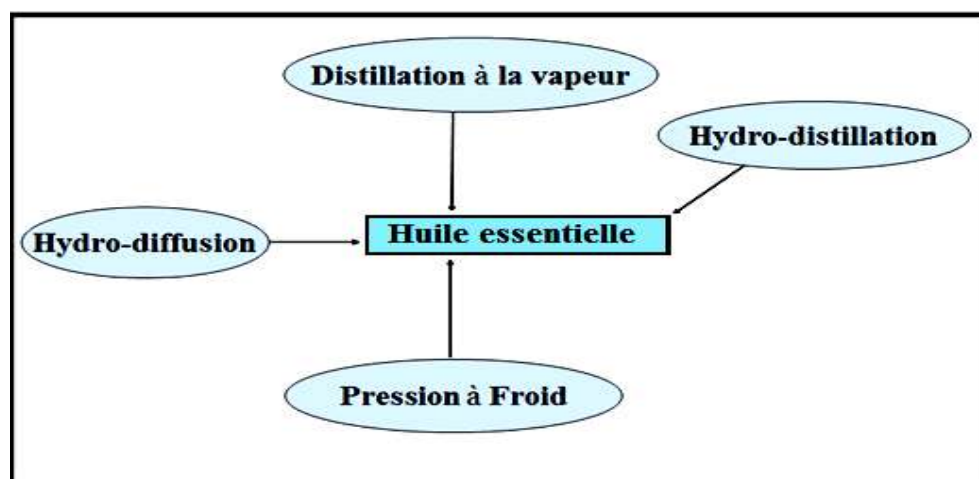 Distillation à la vapeur
Hydro-distillation
Hydro-diffusion
Huile essentielle
Pression à Froid